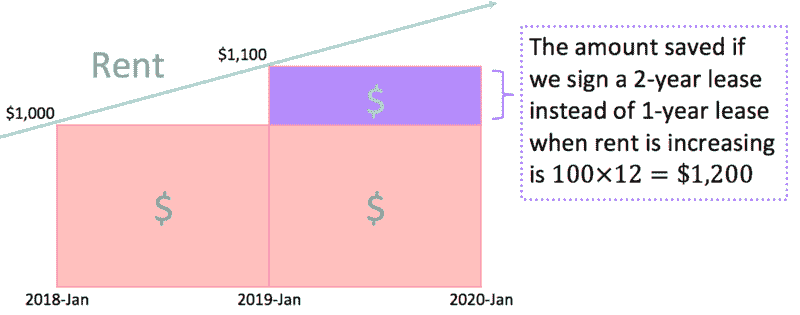 Rent
$1,100
$1,000
$
$
$
2018-Jan
2019-Jan
2020-Jan
The amount saved if
we sign a 2-year lease
instead of 1-year lease
when rent is increasing
is 100×12 = $1,200